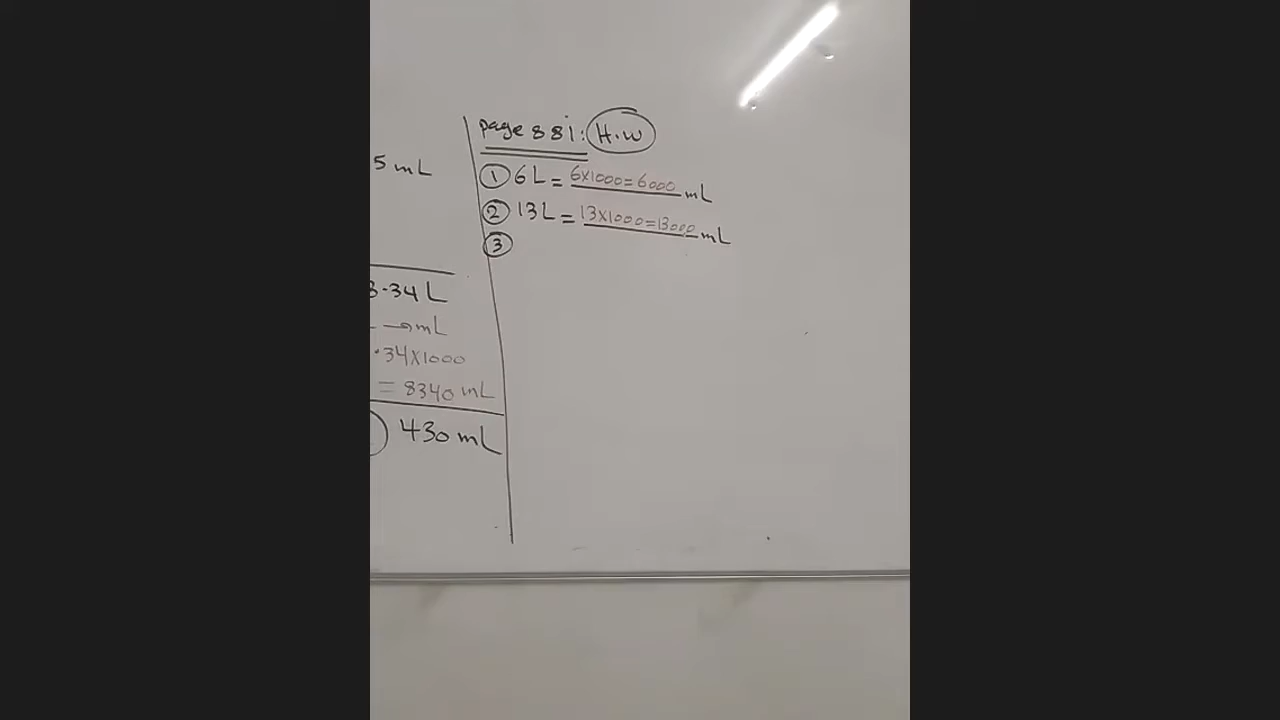 5 mL
3.34 L
→ mL
.34x1000
= 8340 mL
430 mL
page 881: H.W
1 6L = 6x1000=6000 mL
2 13L = 13x1000=13000 mL
3